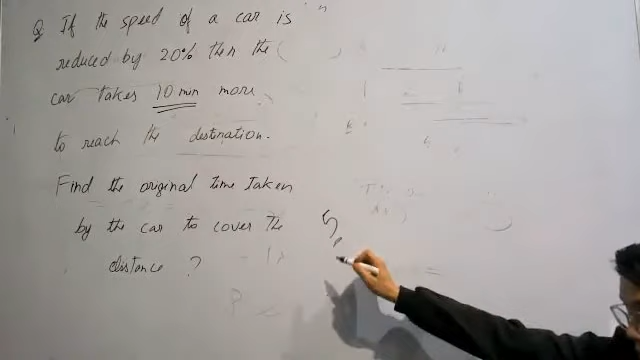 Q If the speed of a car is
reduced by 20% then the (
car takes 10 min more
to reach the destination.
Find the original time taken
by the car to cover the
distance ?
5